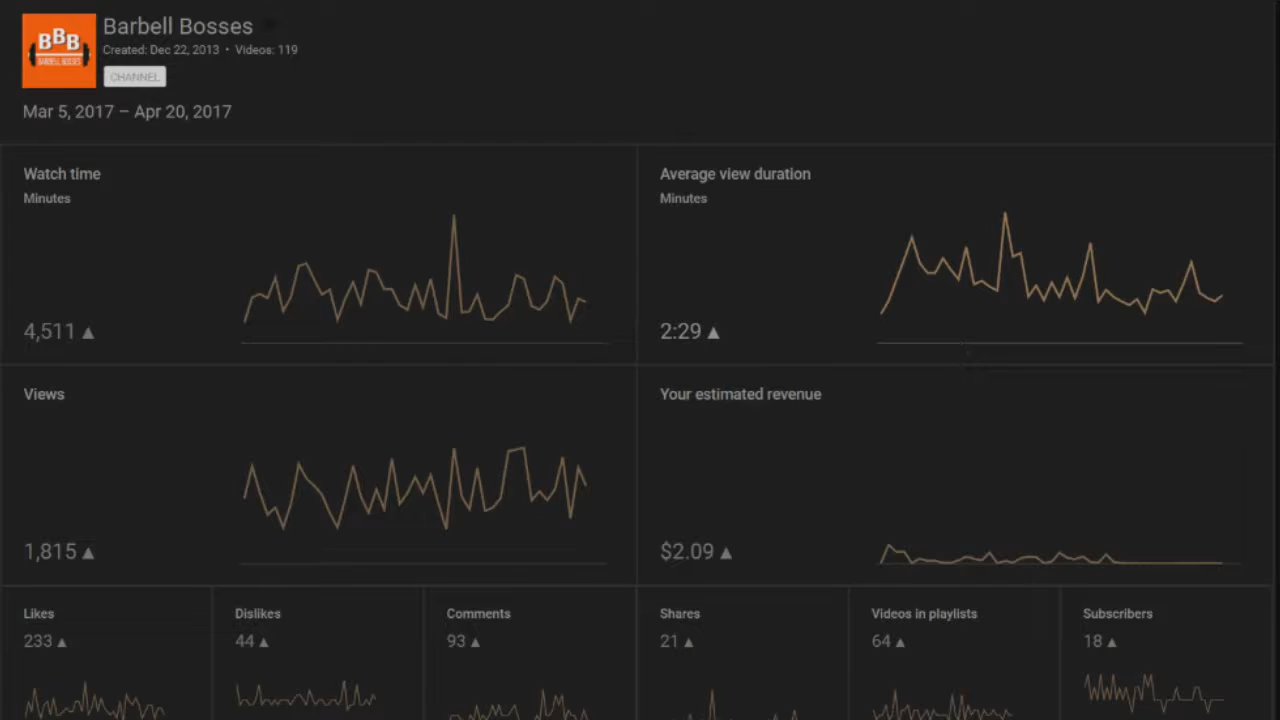 BBB
BARBELL BOSSES
Barbell Bosses
Created: Dec 22, 2013 • Videos: 119
CHANNEL
Mar 5, 2017 – Apr 20, 2017
Watch time
Minutes
4,511 ▲
Average view duration
Minutes
2:29 ▲
Views
1,815 ▲
Your estimated revenue
$2.09 ▲
Likes
233 ▲
Dislikes
44 ▲
Comments
93 ▲
Shares
21 ▲
Videos in playlists
64 ▲
Subscribers
18 ▲